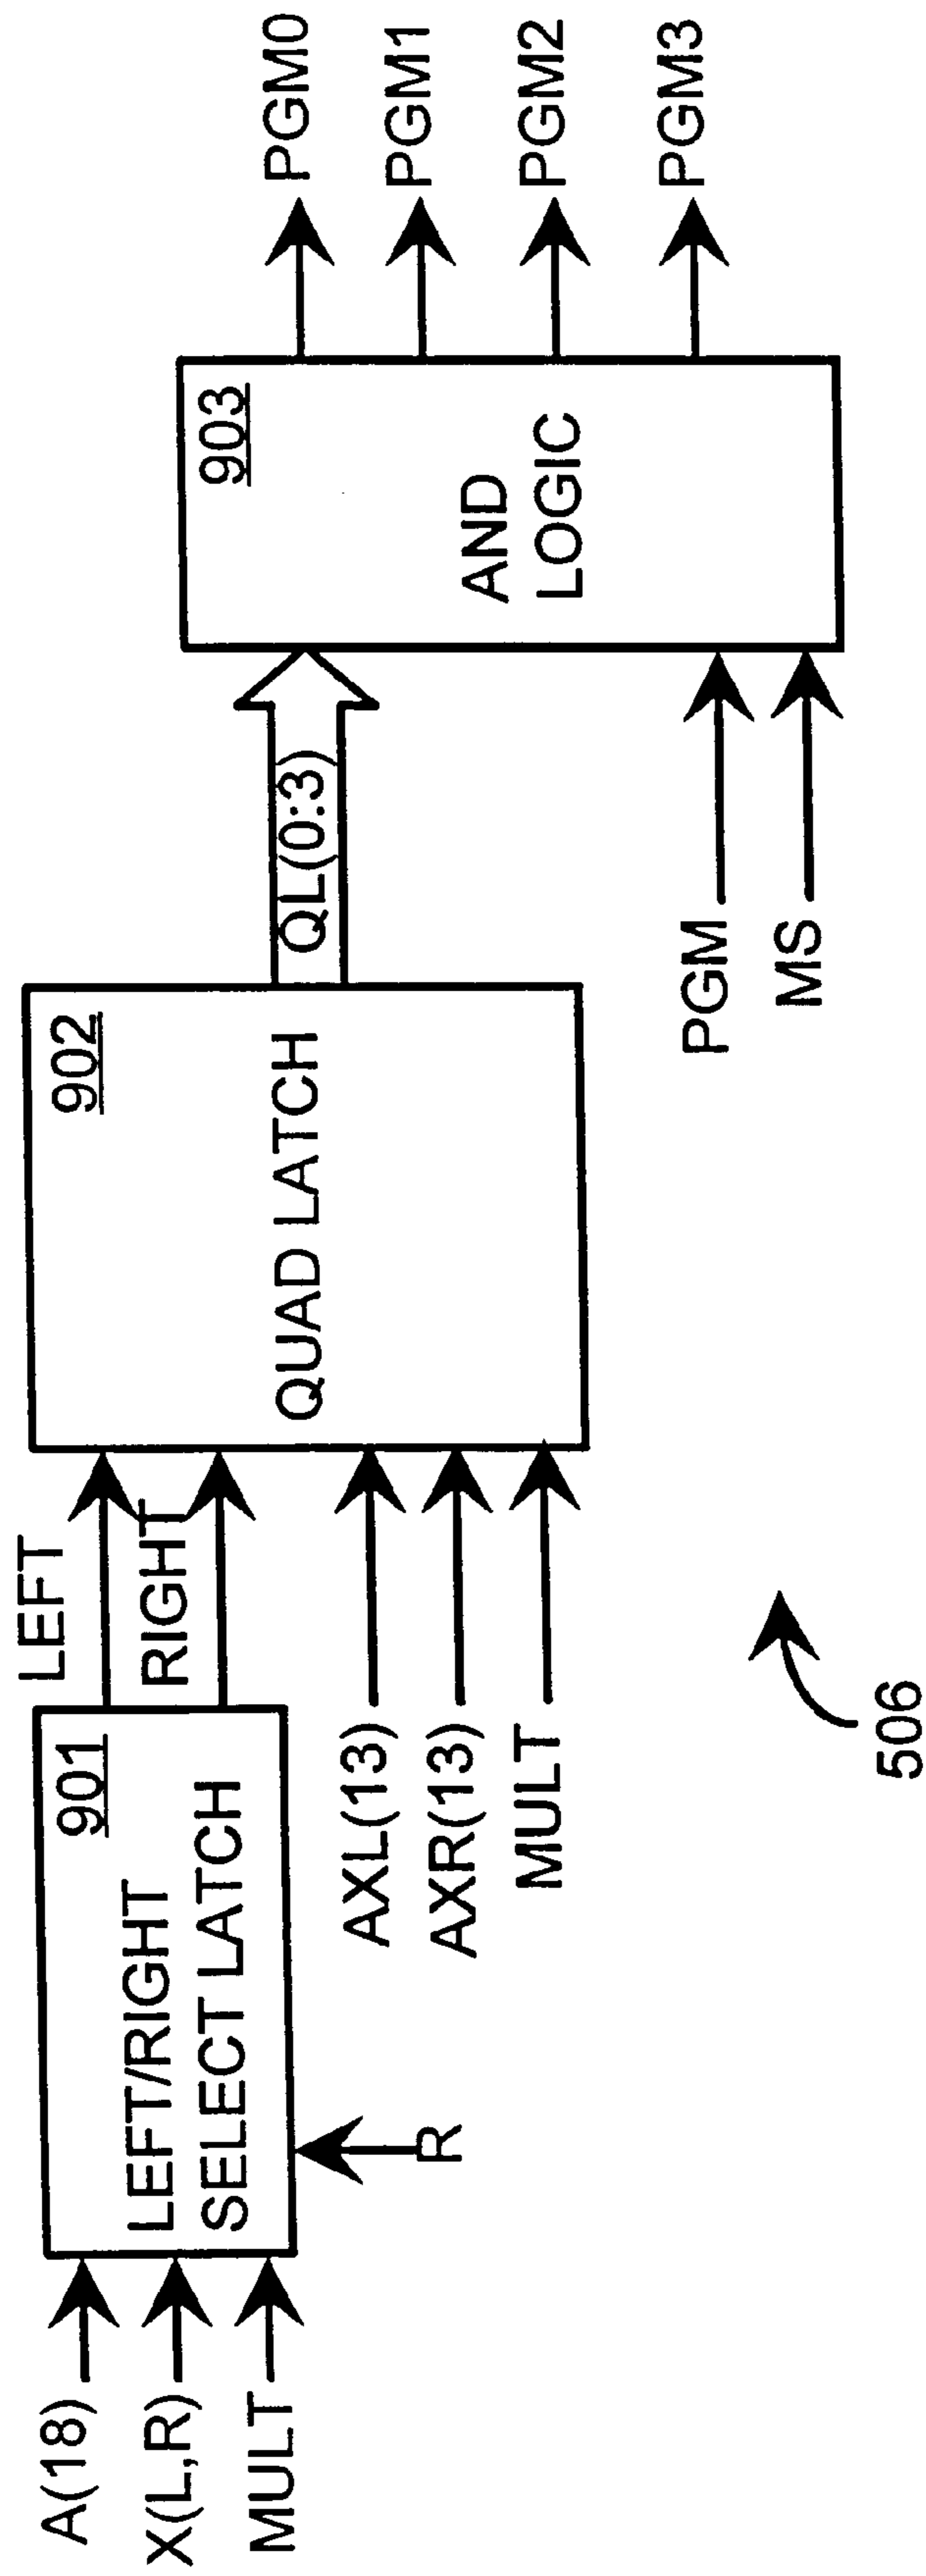 A(18)
X(L,R)
MULT
901
LEFT/RIGHT
SELECT LATCH
R
LEFT
RIGHT
AXL(13)
AXR(13)
MULT
902
QUAD LATCH
QL(0:3)
PGM
MS
903
AND
LOGIC
PGM0
PGM1
PGM2
PGM3
506